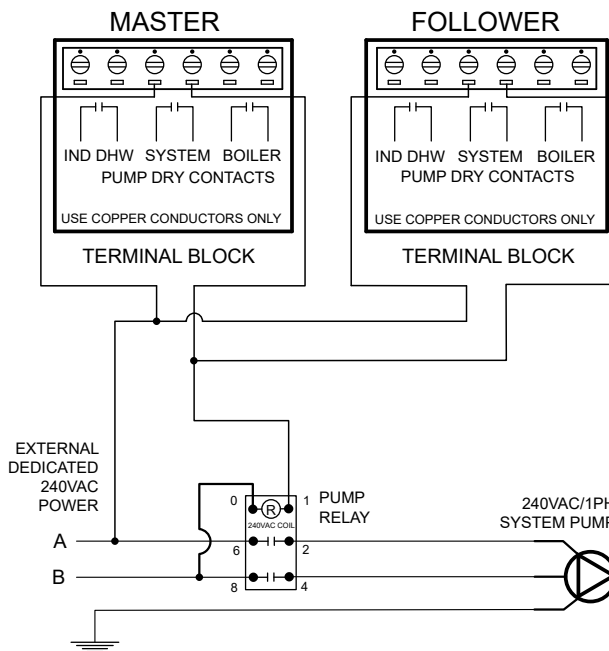 MASTER
FOLLOWER
IND DHW SYSTEM BOILER
PUMP DRY CONTACTS
USE COPPER CONDUCTORS ONLY
TERMINAL BLOCK
IND DHW SYSTEM BOILER
PUMP DRY CONTACTS
USE COPPER CONDUCTORS ONLY
TERMINAL BLOCK
EXTERNAL
DEDICATED
240VAC
POWER
0
R
1
PUMP
RELAY
240VAC COIL
240VAC/1PH
SYSTEM PUMP
A
6
2
B
8
4